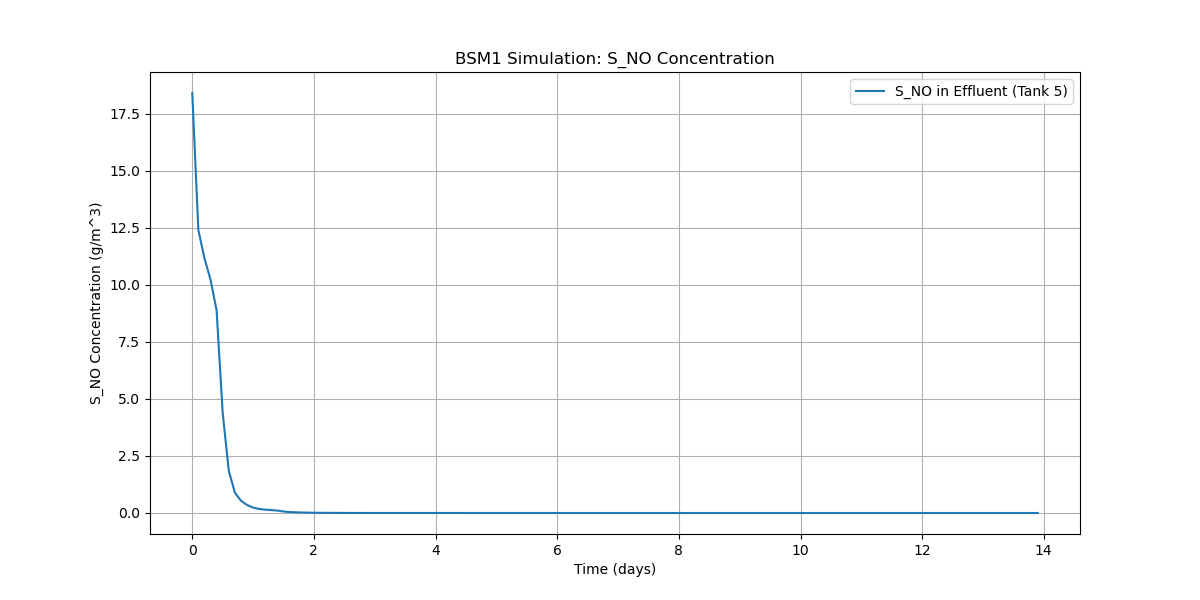 BSM1 Simulation: S_NO Concentration
S_NO in Effluent (Tank 5)
S_NO Concentration (g/m^3)
17.5
15.0
12.5
10.0
7.5
5.0
2.5
0.0
0 2 4 6 8 10 12 14
Time (days)